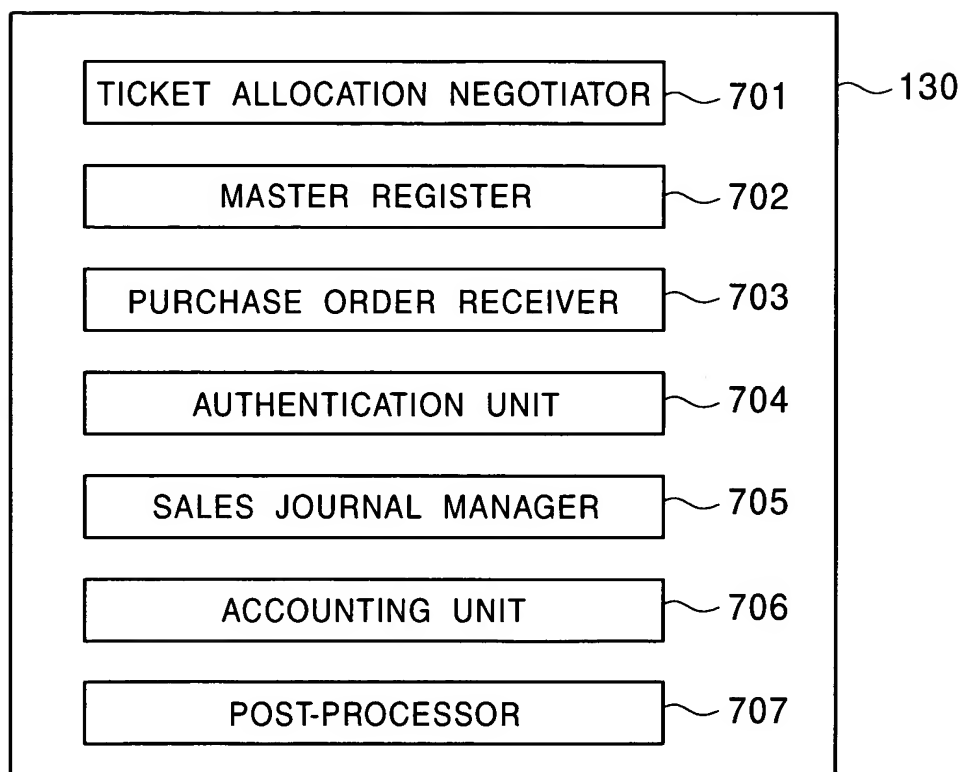 TICKET ALLOCATION NEGOTIATOR 701 130
MASTER REGISTER 702
PURCHASE ORDER RECEIVER 703
AUTHENTICATION UNIT 704
SALES JOURNAL MANAGER 705
ACCOUNTING UNIT 706
POST-PROCESSOR 707